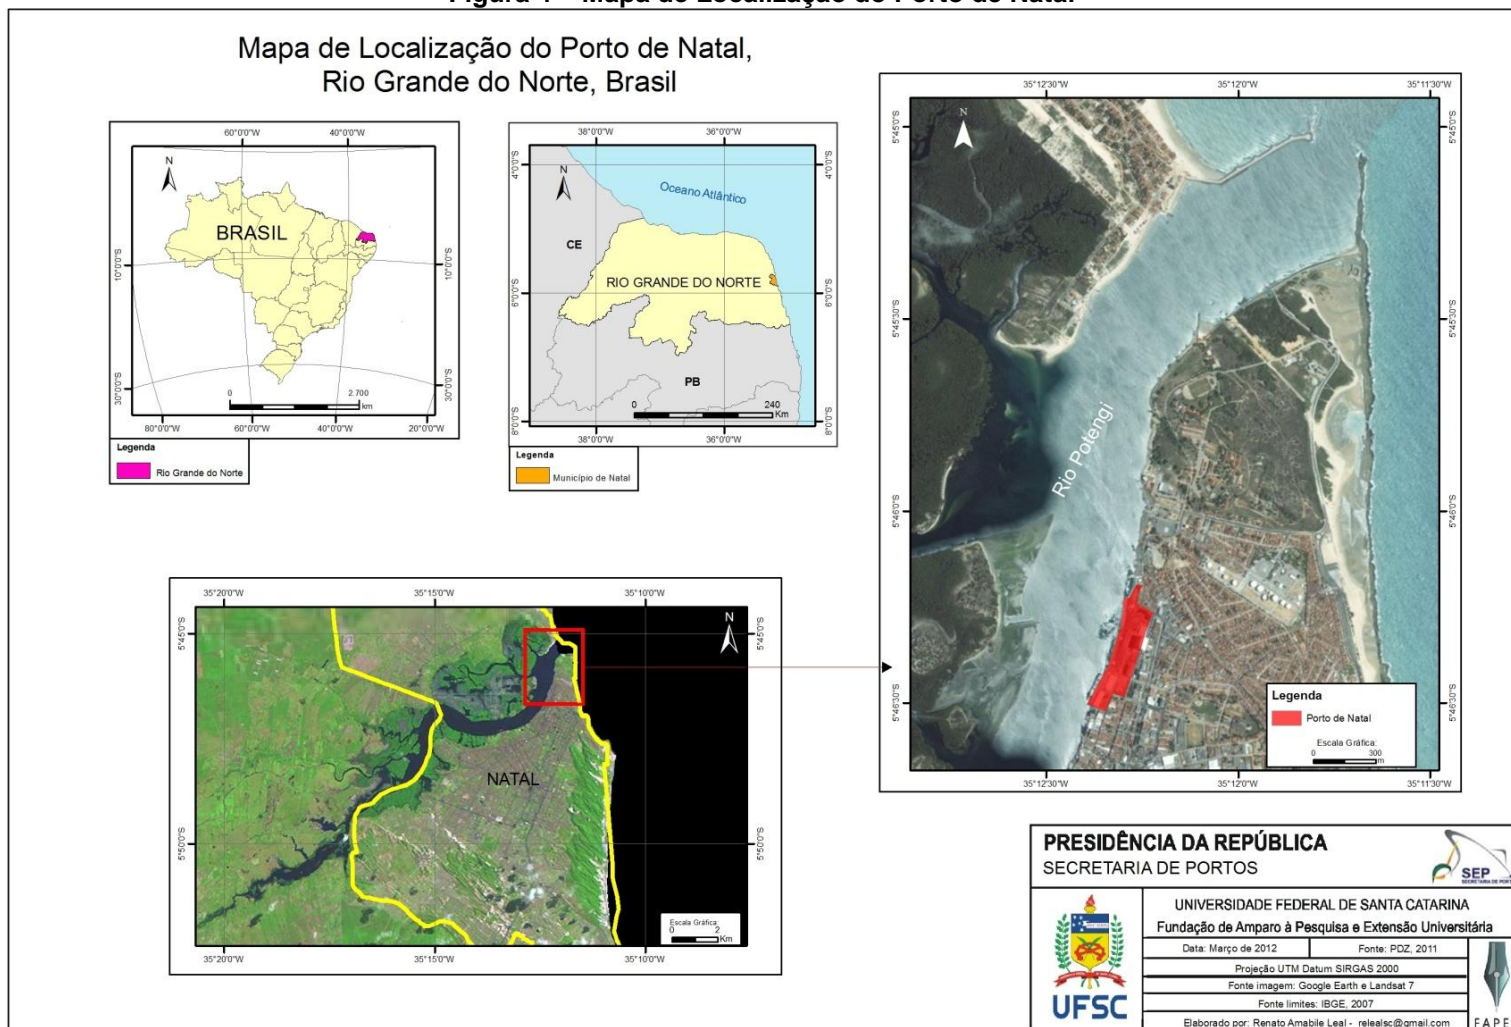 Mapa de Localização do Porto de Natal,
Rio Grande do Norte, Brasil
60°0'0"W 40°0'0"W
N
BRASIL
10°0'0"S 10°0'0"S
30°0'0"S 30°0'0"S
0 2.700
km
80°0'0"W 60°0'0"W 40°0'0"W 20°0'0"W
Legenda
Rio Grande do Norte
38°0'0"W 36°0'0"W
4°0'0"S 4°0'0"S
N
Oceano Atlântico
CE
RIO GRANDE DO NORTE
6°0'0"S 6°0'0"S
PB
0 240
Km
8°0'0"S 8°0'0"S
38°0'0"W 36°0'0"W
Legenda
Município de Natal
35°12'30"W 35°12'0"W 35°11'30"W
N
5°45'0"S 5°45'0"S
5°45'30"S 5°45'30"S
Rio Potengi
5°46'0"S 5°46'0"S
5°46'30"S 5°46'30"S
Legenda
Porto de Natal
Escala Gráfica:
0 300
m
35°12'30"W 35°12'0"W 35°11'30"W
35°20'0"W 35°15'0"W 35°10'0"W
N
5°45'0"S 5°45'0"S
NATAL
5°50'0"S 5°50'0"S
Escala Gráfica:
0 2
Km
35°20'0"W 35°15'0"W 35°10'0"W
PRESIDÊNCIA DA REPÚBLICA
SECRETARIA DE PORTOS
SEP
UNIVERSIDADE FEDERAL DE SANTA CATARINA
Fundação de Amparo à Pesquisa e Extensão Universitária
Data: Março de 2012 Fonte: PDZ, 2011
Projeção UTM Datum SIRGAS 2000
Fonte imagem: Google Earth e Landsat 7
Fonte limites: IBGE, 2007
Elaborado por: Renato Amabile Leal - relealsc@gmail.com
UFSC